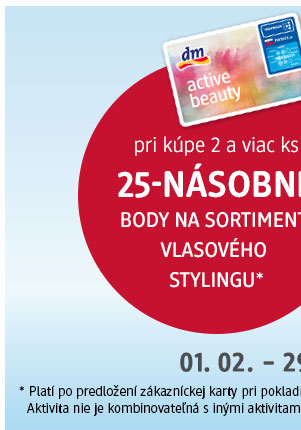 dm
active
beauty
pri kúpe 2 a viac ks
25-NÁSOBN
BODY NA SORTIMENT
VLASOVÉHO
STYLINGU*
01. 02. – 29
* Platí po predložení zákazníckej karty pri poklad
Aktivita nie je kombinovateľná s inými aktivitam